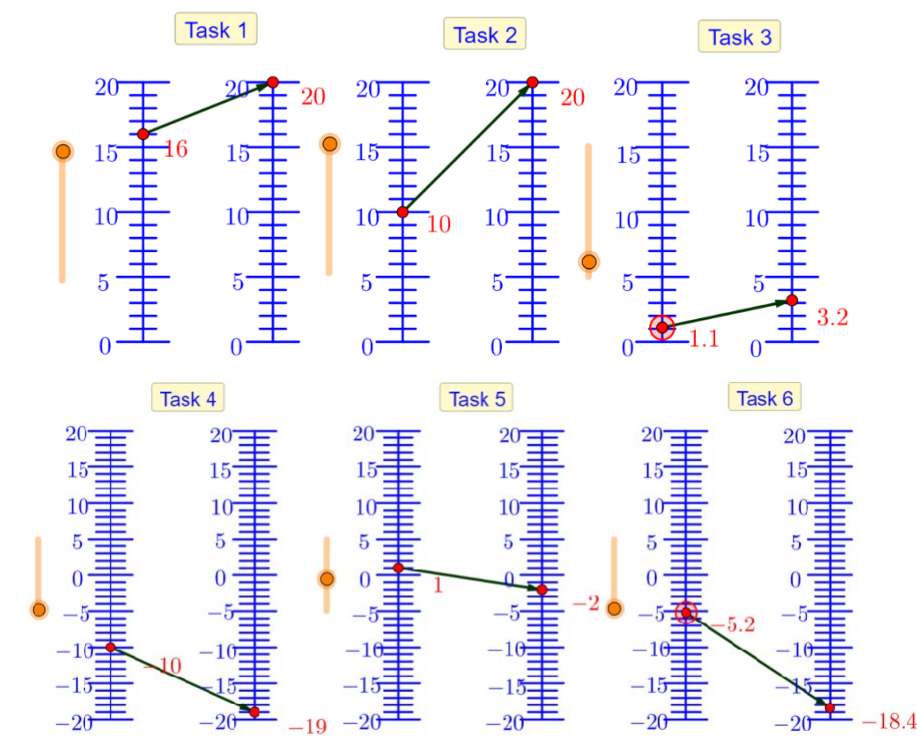 Task 1 Task 2 Task 3
20 20 20 20 20 20 20 20
16 15 15 15 15 15 15
10 10 10 10 10 10 10
5 5 5 5 5 5
1.1 3.2
0 0 0 0 0 0
Task 4 Task 5 Task 6
20 20 20 20 20 20
15 15 15 15 15 15
10 10 10 10 10 10
5 5 5 5 5 5
0 0 0 0 0 0
1
−5 −5 −5 −2 −5 −5 −5
−5.2
−10 −10 −10 −10 −10 −10
−10
−15 −15 −15 −15 −15 −15
−20 −20 −19 −20 −20 −20 −20 −18.4